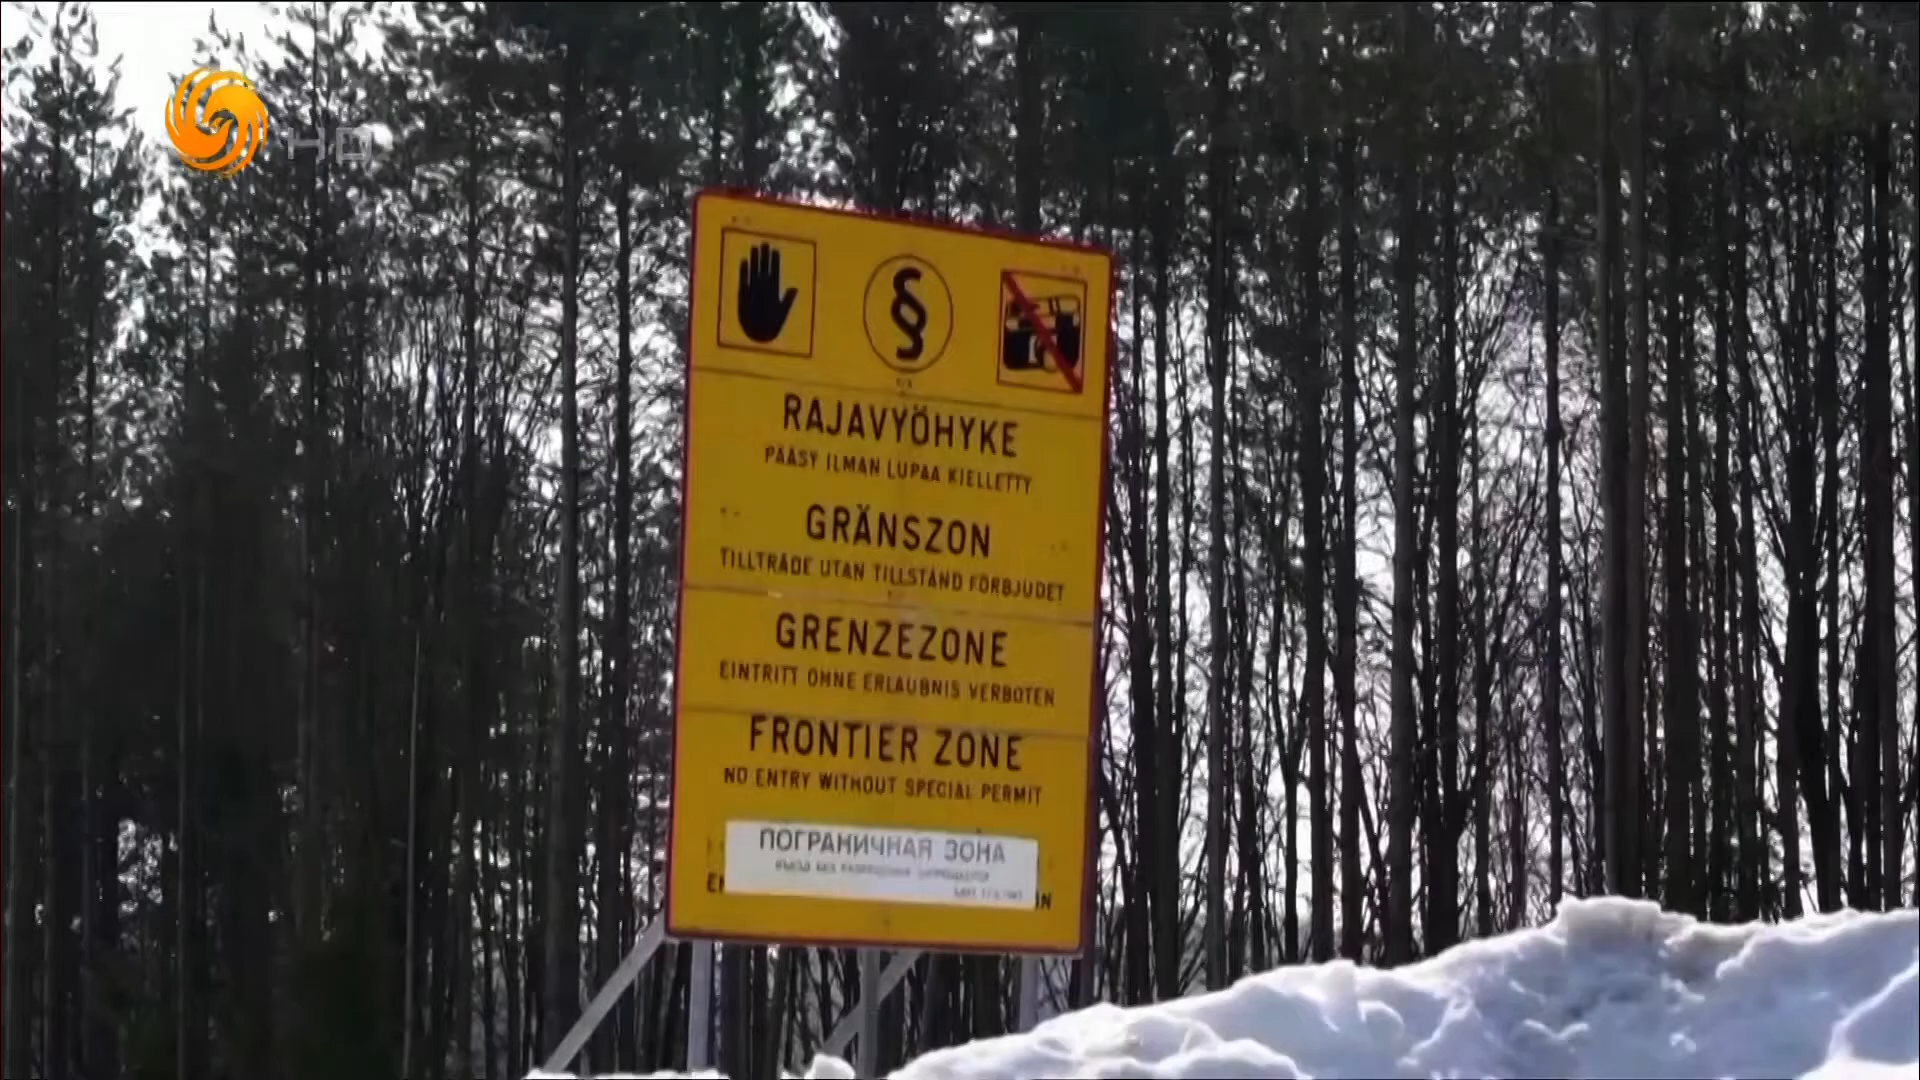 HD
§
RAJAVYÖHYKE
PÄÄSY ILMAN LUPAA KIELLETTY
GRÄNSZON
TILLTRÄDE UTAN TILLSTÅND FÖRBJUDET
GRENZEZONE
EINTRITT OHNE ERLAUBNIS VERBOTEN
FRONTIER ZONE
NO ENTRY WITHOUT SPECIAL PERMIT
ПОГРАНИЧНАЯ ЗОНА